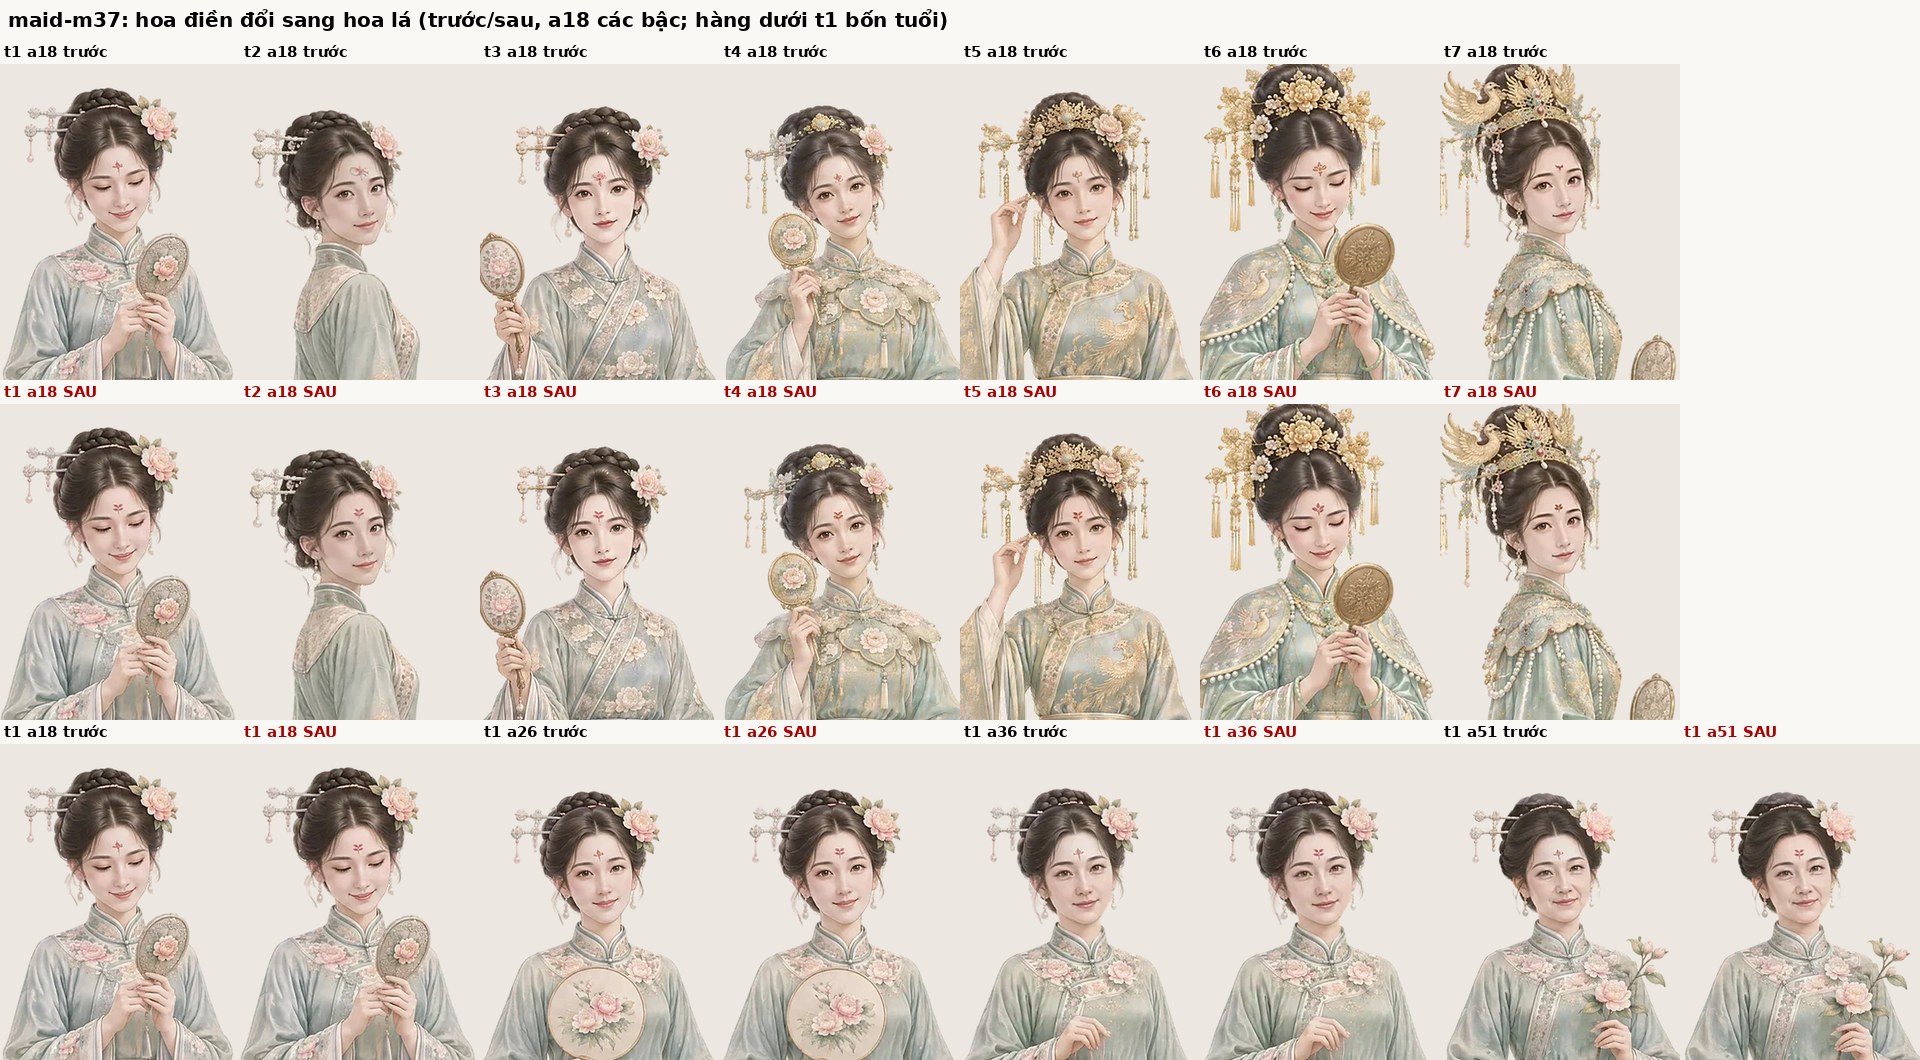 maid-m37: hoa điền đổi sang hoa lá (trước/sau, a18 các bậc; hàng dưới t1 bốn tuổi)
t1 a18 trước
t2 a18 trước
t3 a18 trước
t4 a18 trước
t5 a18 trước
t6 a18 trước
t7 a18 trước
t1 a18 SAU
t2 a18 SAU
t3 a18 SAU
t4 a18 SAU
t5 a18 SAU
t6 a18 SAU
t7 a18 SAU
t1 a18 trước
t1 a18 SAU
t1 a26 trước
t1 a26 SAU
t1 a36 trước
t1 a36 SAU
t1 a51 trước
t1 a51 SAU